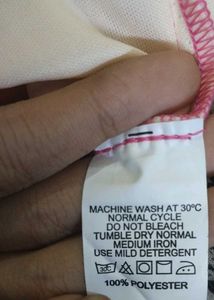 MACHINE WASH AT 30°C
NORMAL CYCLE
DO NOT BLEACH
TUMBLE DRY NORMAL
MEDIUM IRON
USE MILD DETERGENT
100% POLYESTER